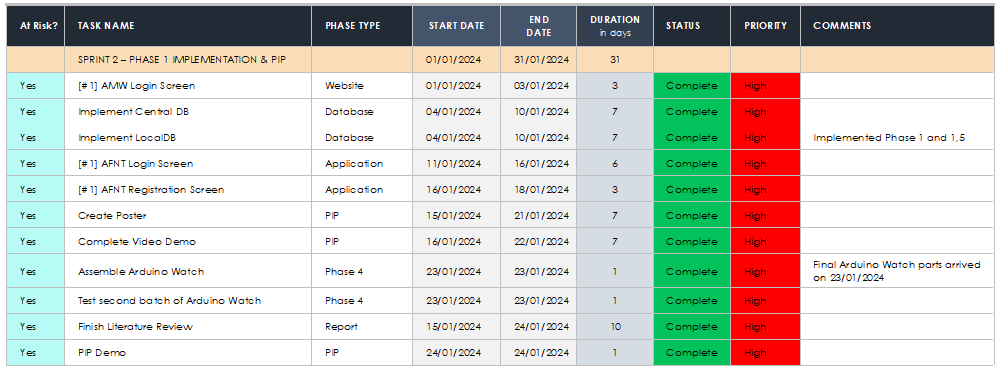 At Risk? TASK NAME PHASE TYPE START DATE END DATE DURATION in days STATUS PRIORITY COMMENTS
SPRINT 2 – PHASE 1 IMPLEMENTATION & PIP 01/01/2024 31/01/2024 31
Yes [#1] AMW Login Screen Website 01/01/2024 03/01/2024 3 Complete High
Yes Implement Central DB Database 04/01/2024 10/01/2024 7 Complete High
Yes Implement LocalDB Database 04/01/2024 10/01/2024 7 Complete High Implemented Phase 1 and 1,5
Yes [#1] AFNT Login Screen Application 11/01/2024 16/01/2024 6 Complete High
Yes [#1] AFNT Registration Screen Application 16/01/2024 18/01/2024 3 Complete High
Yes Create Poster PIP 15/01/2024 21/01/2024 7 Complete High
Yes Complete Video Demo PIP 16/01/2024 22/01/2024 7 Complete High
Yes Assemble Arduino Watch Phase 4 23/01/2024 23/01/2024 1 Complete High Final Arduino Watch parts arrived on 23/01/2024
Yes Test second batch of Arduino Watch Phase 4 23/01/2024 23/01/2024 1 Complete High
Yes Finish Literature Review Report 15/01/2024 24/01/2024 10 Complete High
Yes PIP Demo PIP 24/01/2024 24/01/2024 1 Complete High